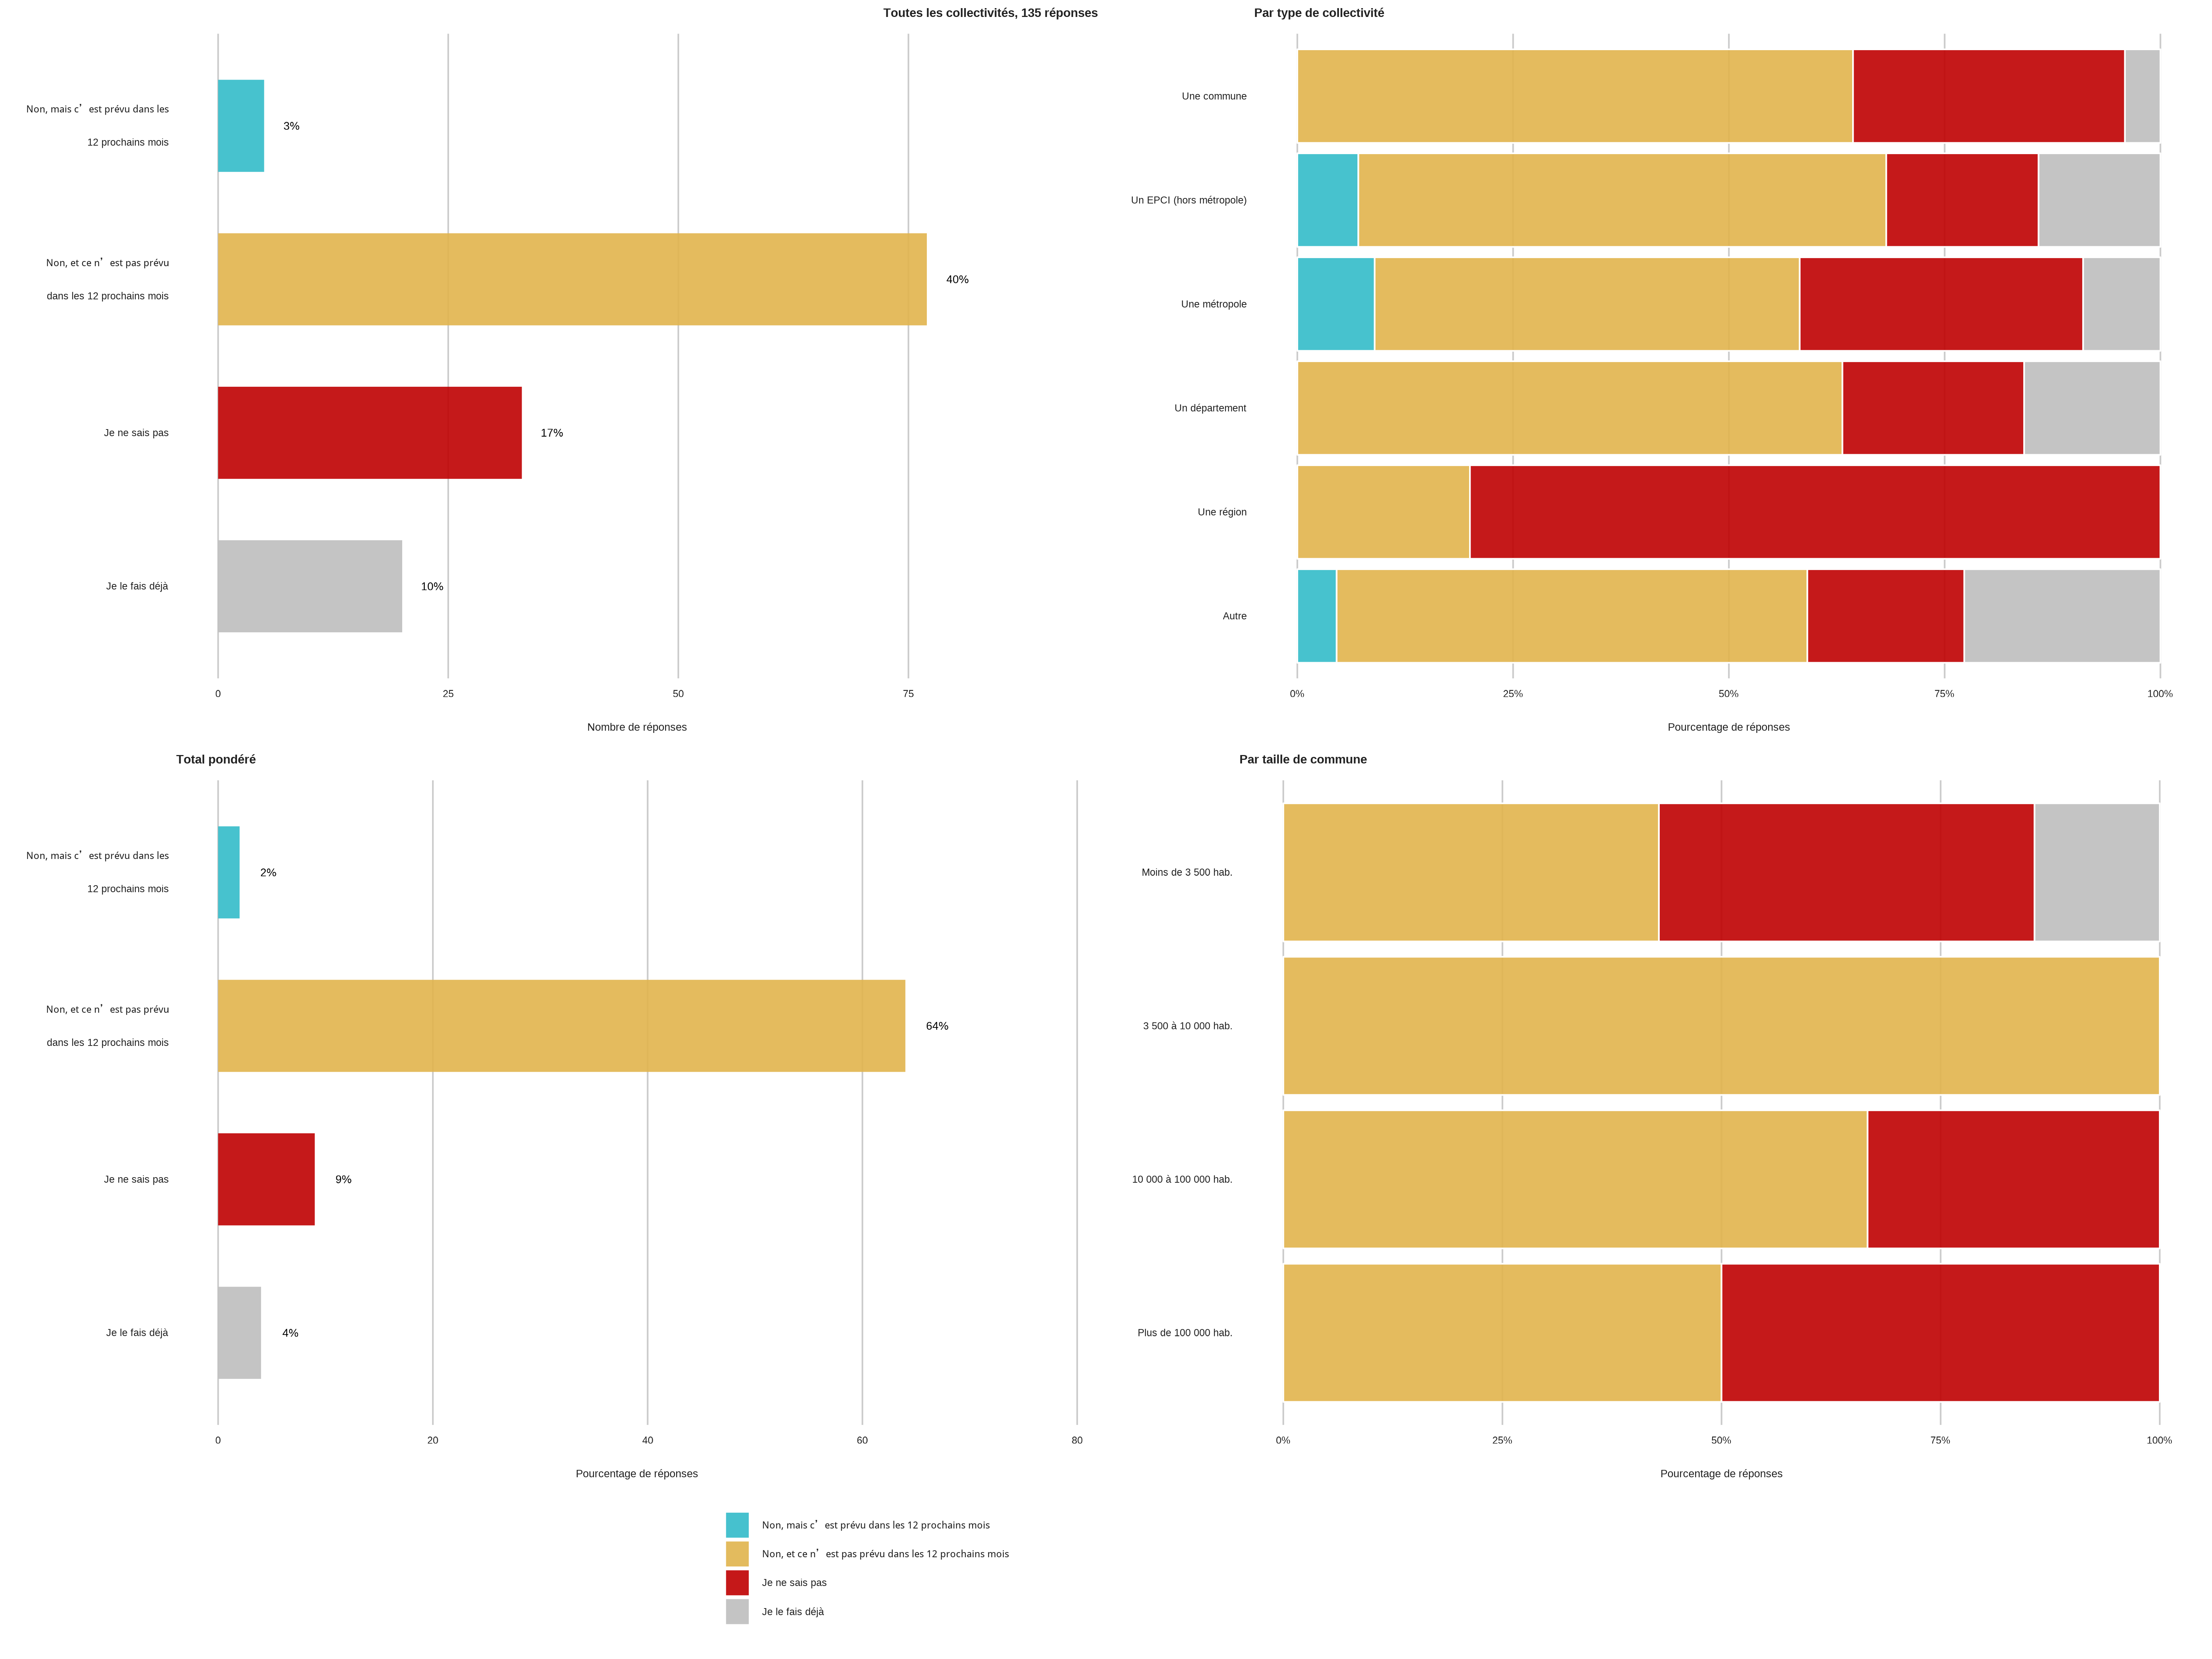 Toutes les collectivités, 135 réponses
Non, mais c’est prévu dans les
12 prochains mois
3%
Non, et ce n’est pas prévu
dans les 12 prochains mois
40%
Je ne sais pas
17%
Je le fais déjà
10%
0 25 50 75
Nombre de réponses
Par type de collectivité
Une commune
Un EPCI (hors métropole)
Une métropole
Un département
Une région
Autre
0% 25% 50% 75% 100%
Pourcentage de réponses
Total pondéré
Non, mais c’est prévu dans les
12 prochains mois
2%
Non, et ce n’est pas prévu
dans les 12 prochains mois
64%
Je ne sais pas
9%
Je le fais déjà
4%
0 20 40 60 80
Pourcentage de réponses
Par taille de commune
Moins de 3 500 hab.
3 500 à 10 000 hab.
10 000 à 100 000 hab.
Plus de 100 000 hab.
0% 25% 50% 75% 100%
Pourcentage de réponses
Non, mais c’est prévu dans les 12 prochains mois
Non, et ce n’est pas prévu dans les 12 prochains mois
Je ne sais pas
Je le fais déjà